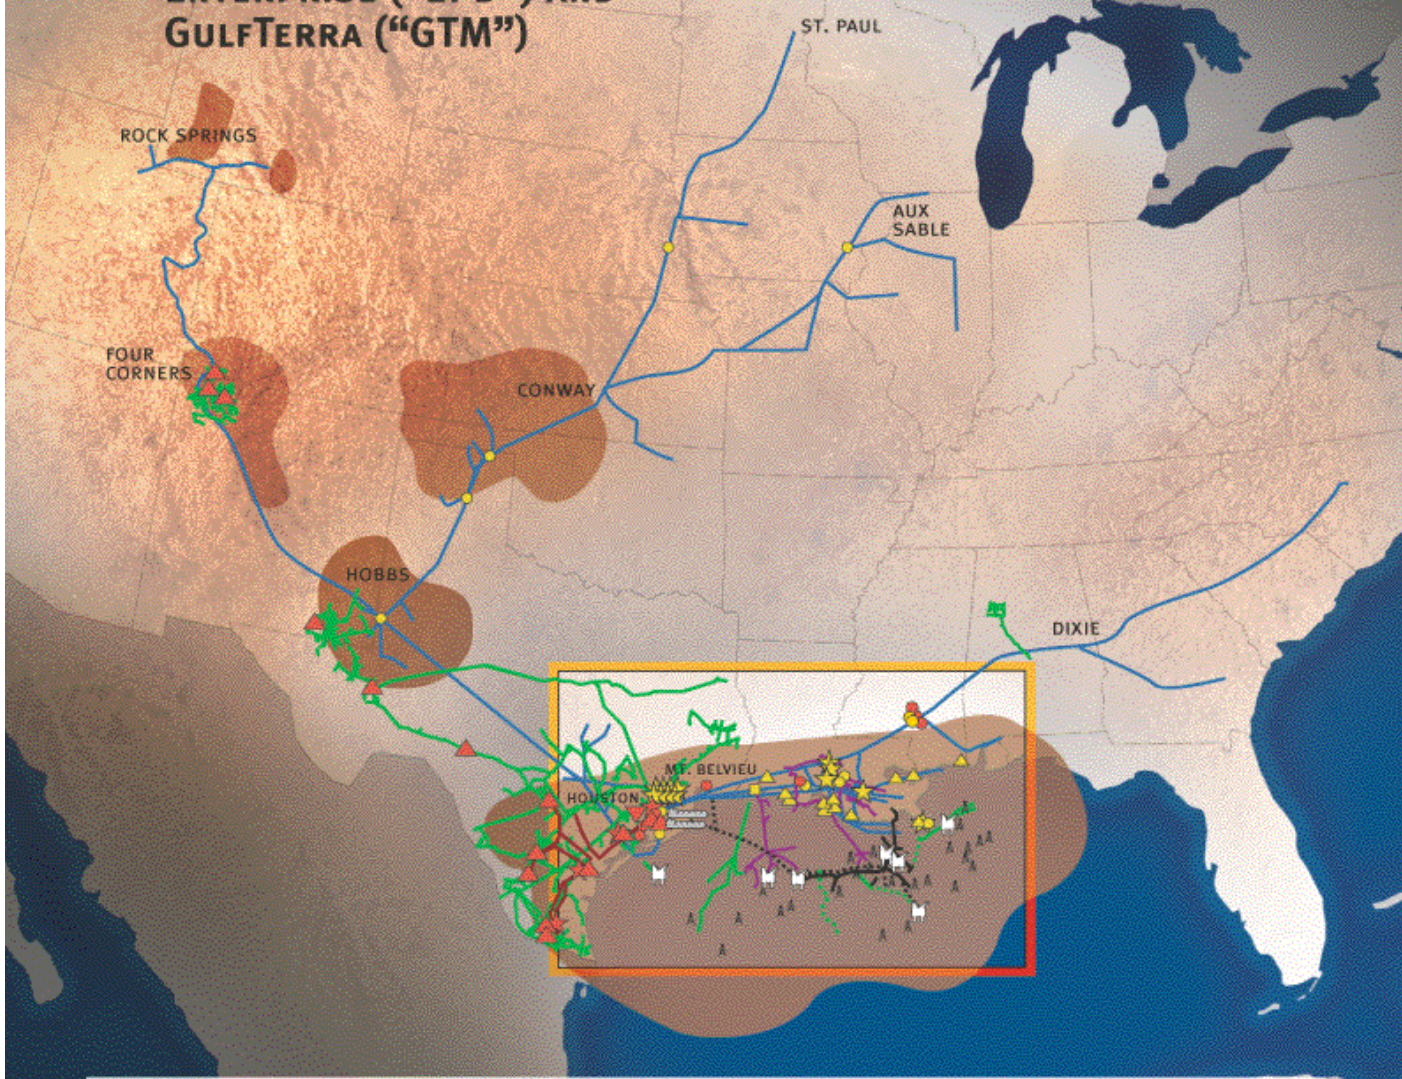 GULFTERRA (“GTM”)
ST. PAUL
ROCK SPRINGS
AUX
SABLE
FOUR
CORNERS
CONWAY
HOBBS
DIXIE
MT. BELVIEU
HOUSTON